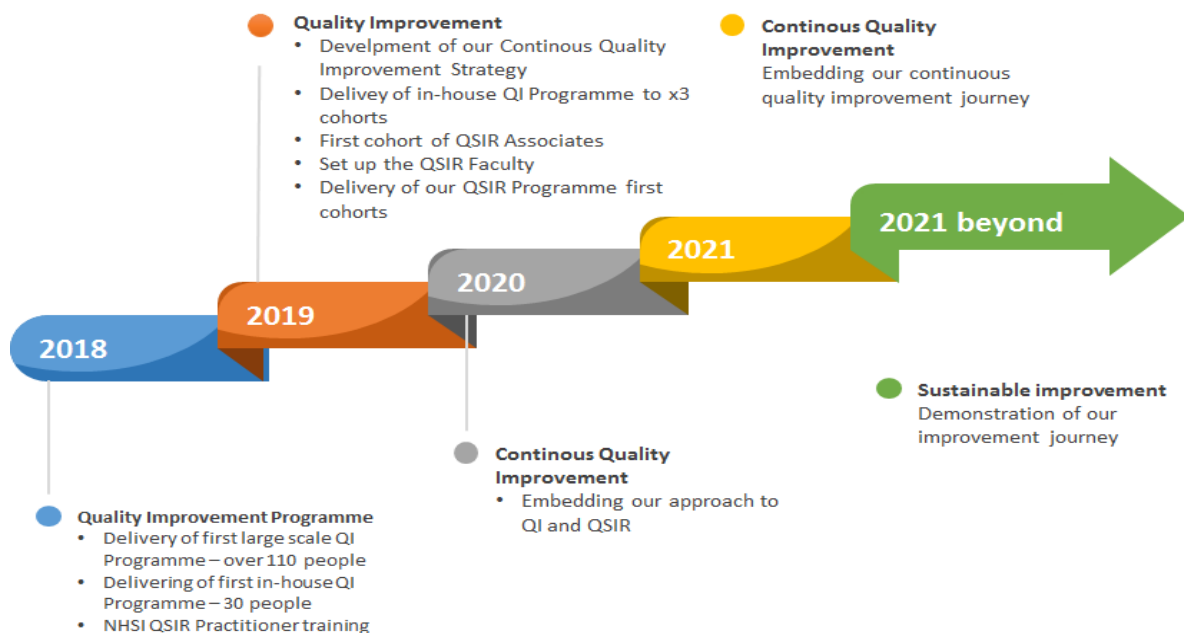 Quality Improvement
• Develpment of our Continous Quality
Improvement Strategy
• Delivey of in-house QI Programme to x3
cohorts
• First cohort of QSIR Associates
• Set up the QSIR Faculty
• Delivery of our QSIR Programme first
cohorts
Continous Quality
Improvement
Embedding our continuous
quality improvement journey
2018
2019
2020
2021
2021 beyond
Sustainable improvement
Demonstration of our
improvement journey
Continous Quality
Improvement
• Embedding our approach to
QI and QSIR
Quality Improvement Programme
• Delivery of first large scale QI
Programme – over 110 people
• Delivering of first in-house QI
Programme – 30 people
• NHSI QSIR Practitioner training